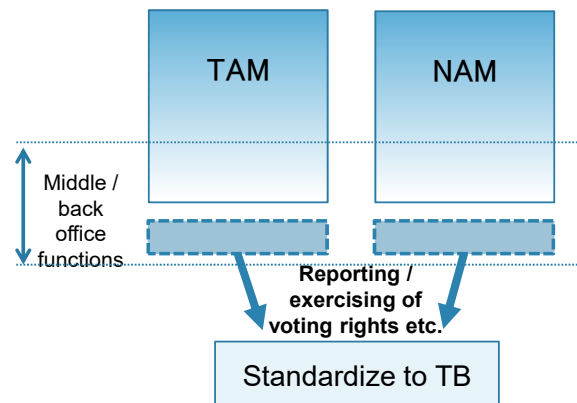 TAM
NAM
Middle /
back
office
functions
Reporting /
exercising of
voting rights etc.
Standardize to TB